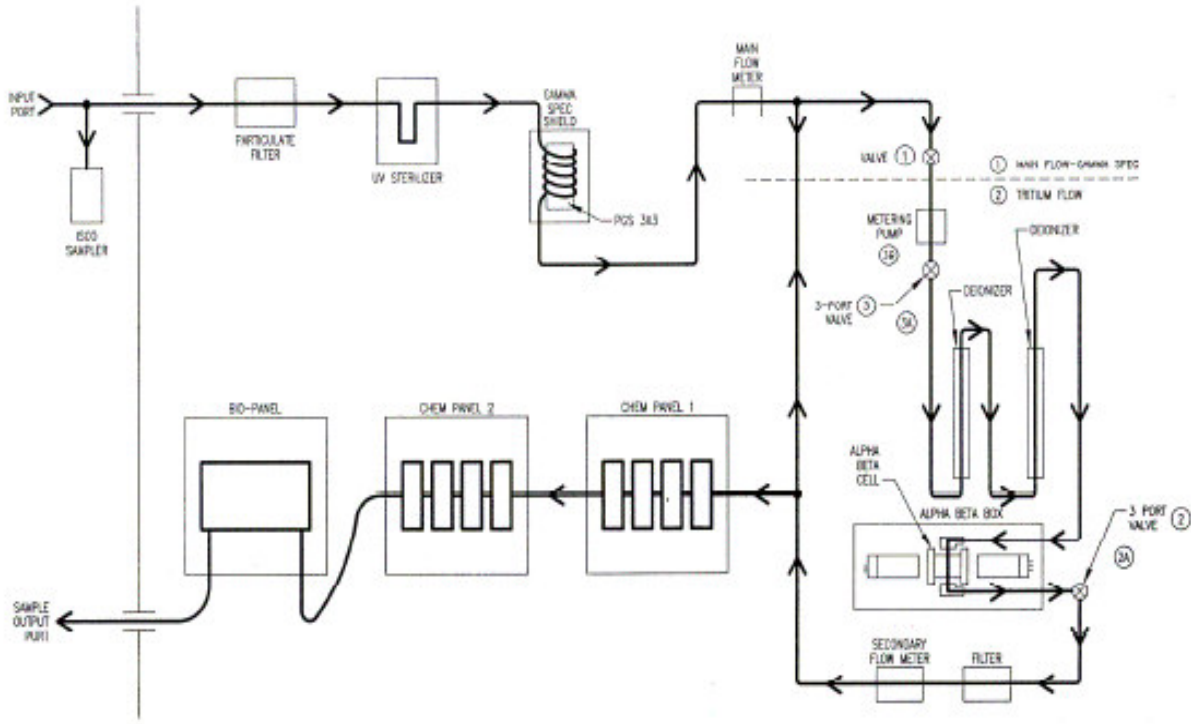 INPUT
PORT
ISCO
SAMPLER
PARTICULATE
FILTER
UV STERILIZER
GAMMA
SPEC
SHIELD
PGS 3X3
MAIN
FLOW
METER
VALVE 1
1 MAIN FLOW-GAMMA SPEC
2 TRITIUM FLOW
METERING
PUMP
3B
3-PORT 3
VALVE
3A
DEIONIZER
DEIONIZER
BIO-PANEL
CHEM PANEL 2
CHEM PANEL 1
ALPHA
BETA
CELL
ALPHA BETA BOX
3 PORT
VALVE 2
2A
SAMPLE
OUTPUT
SECONDARY
FLOW METER
FILTER